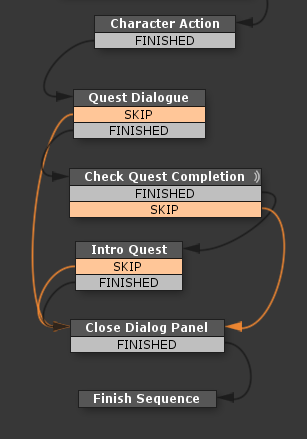 Character Action
FINISHED
Quest Dialogue
SKIP
FINISHED
Check Quest Completion
FINISHED
SKIP
Intro Quest
SKIP
FINISHED
Close Dialog Panel
FINISHED
Finish Sequence